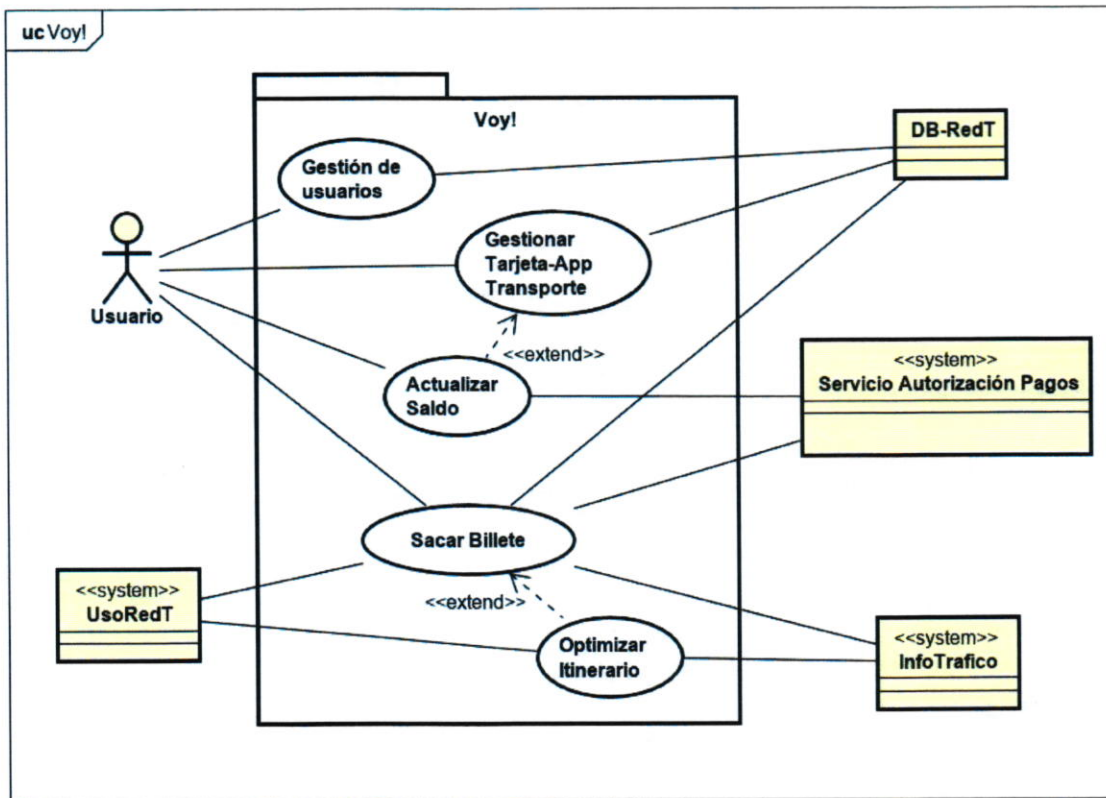 uc Voy!
Voy!
DB-RedT
Gestión de
usuarios
Gestionar
Tarjeta-App
Transporte
Usuario
<<extend>>
<<system>>
Servicio Autorización Pagos
Actualizar
Saldo
Sacar Billete
<<system>>
UsoRedT
<<extend>>
Optimizar
Itinerario
<<system>>
InfoTrafico